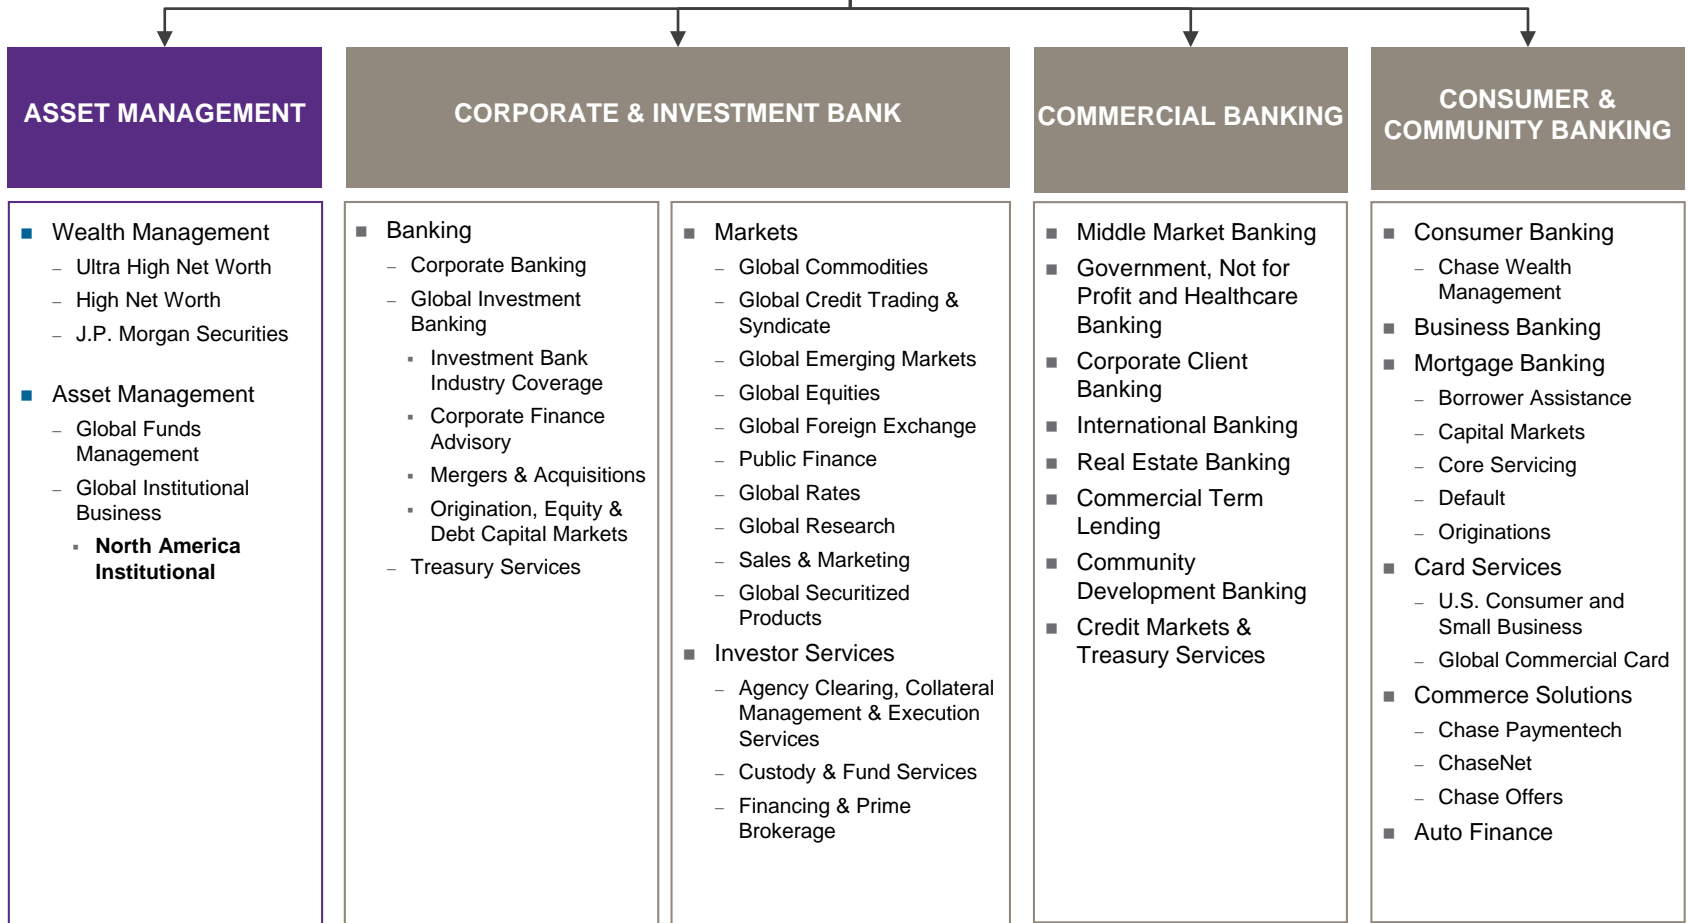 ASSET MANAGEMENT
■ Wealth Management
– Ultra High Net Worth
– High Net Worth
– J.P. Morgan Securities
■ Asset Management
– Global Funds
Management
– Global Institutional
Business
▪ North America
Institutional
CORPORATE & INVESTMENT BANK
■ Banking
– Corporate Banking
– Global Investment
Banking
▪ Investment Bank
Industry Coverage
▪ Corporate Finance
Advisory
▪ Mergers & Acquisitions
▪ Origination, Equity &
Debt Capital Markets
– Treasury Services
■ Markets
– Global Commodities
– Global Credit Trading &
Syndicate
– Global Emerging Markets
– Global Equities
– Global Foreign Exchange
– Public Finance
– Global Rates
– Global Research
– Sales & Marketing
– Global Securitized
Products
■ Investor Services
– Agency Clearing, Collateral
Management & Execution
Services
– Custody & Fund Services
– Financing & Prime
Brokerage
COMMERCIAL BANKING
■ Middle Market Banking
■ Government, Not for
Profit and Healthcare
Banking
■ Corporate Client
Banking
■ International Banking
■ Real Estate Banking
■ Commercial Term
Lending
■ Community
Development Banking
■ Credit Markets &
Treasury Services
CONSUMER &
COMMUNITY BANKING
■ Consumer Banking
– Chase Wealth
Management
■ Business Banking
■ Mortgage Banking
– Borrower Assistance
– Capital Markets
– Core Servicing
– Default
– Originations
■ Card Services
– U.S. Consumer and
Small Business
– Global Commercial Card
■ Commerce Solutions
– Chase Paymentech
– ChaseNet
– Chase Offers
■ Auto Finance